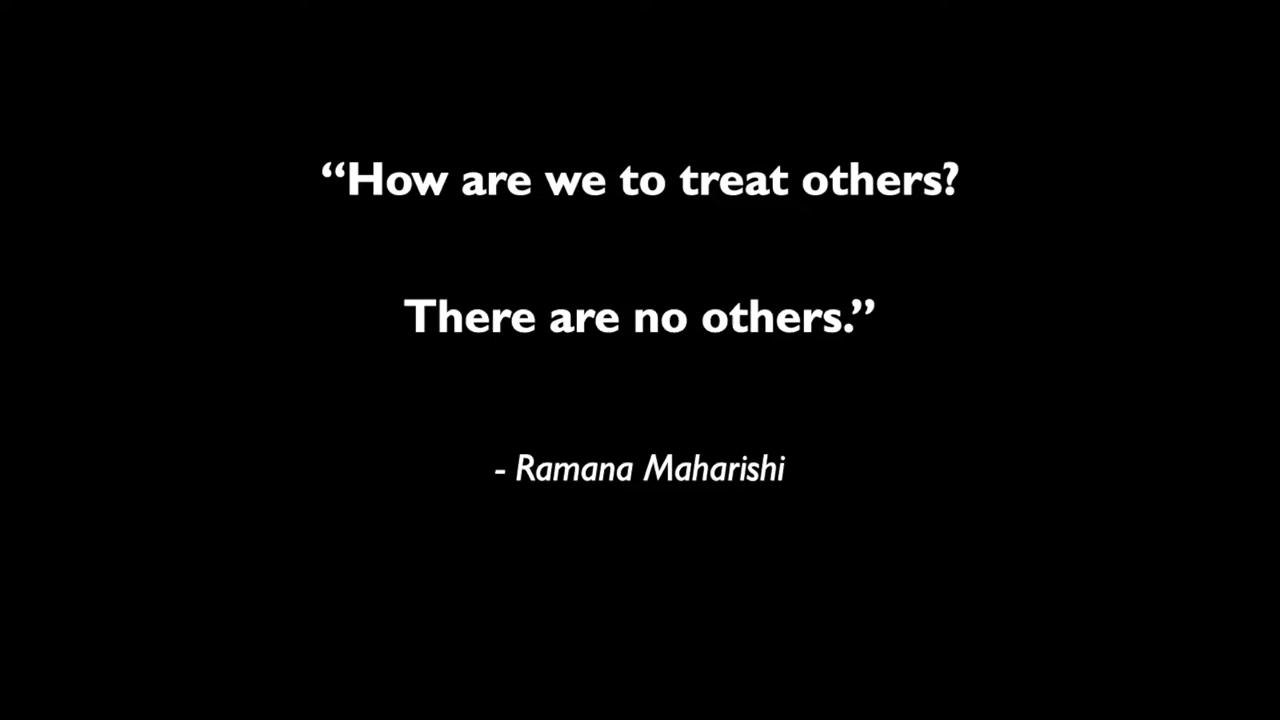 “How are we to treat others?
There are no others.”
- Ramana Maharishi